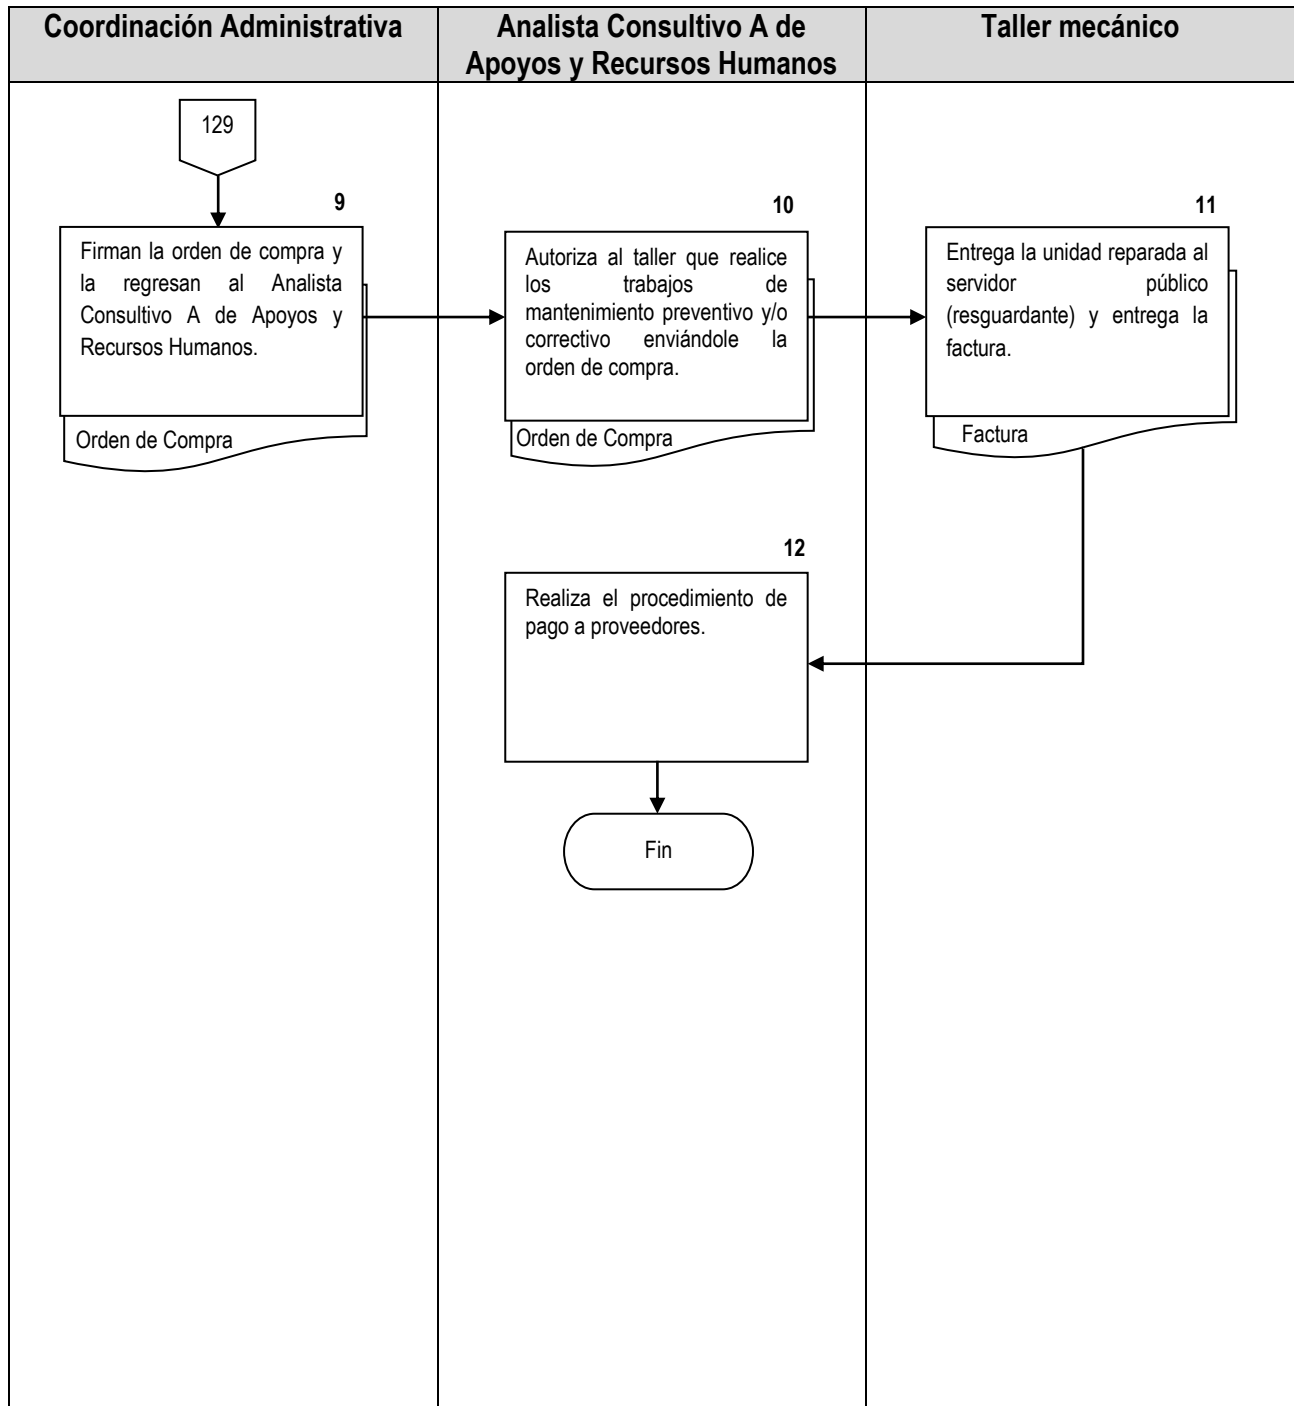 Coordinación Administrativa
Analista Consultivo A de
Apoyos y Recursos Humanos
Taller mecánico
129
9
Firman la orden de compra y
la regresan al Analista
Consultivo A de Apoyos y
Recursos Humanos.
Orden de Compra
10
Autoriza al taller que realice
los trabajos de
mantenimiento preventivo y/o
correctivo enviándole la
orden de compra.
Orden de Compra
11
Entrega la unidad reparada al
servidor público
(resguardante) y entrega la
factura.
Factura
12
Realiza el procedimiento de
pago a proveedores.
Fin